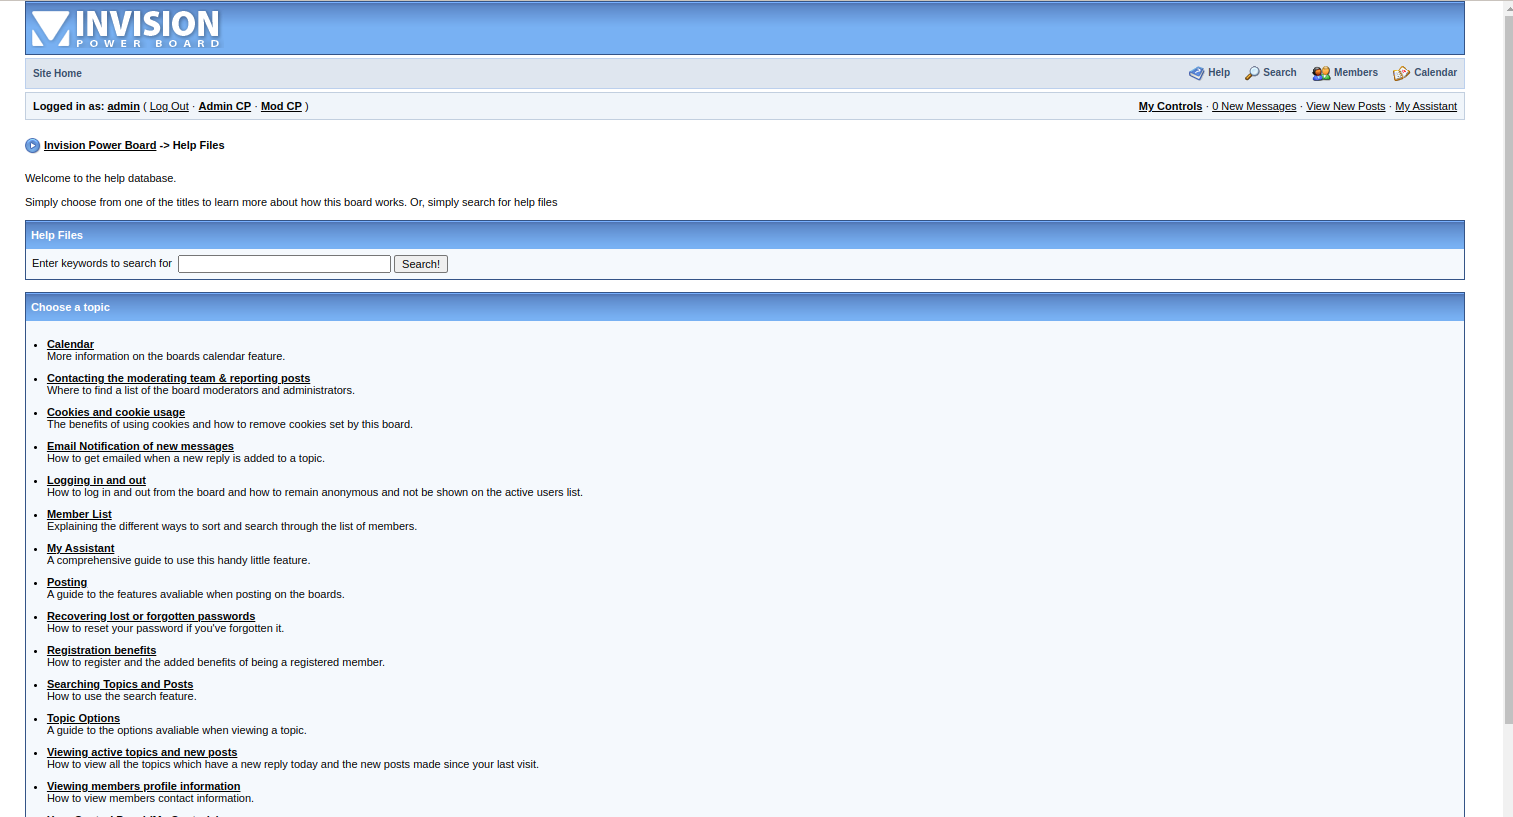 INVISION
POWER BOARD
Site Home
Help Search Members Calendar
Logged in as: admin ( Log Out · Admin CP · Mod CP )
My Controls · 0 New Messages · View New Posts · My Assistant
Invision Power Board -> Help Files
Welcome to the help database.
Simply choose from one of the titles to learn more about how this board works. Or, simply search for help files
Help Files
Enter keywords to search for Search!
Choose a topic
Calendar
More information on the boards calendar feature.
Contacting the moderating team & reporting posts
Where to find a list of the board moderators and administrators.
Cookies and cookie usage
The benefits of using cookies and how to remove cookies set by this board.
Email Notification of new messages
How to get emailed when a new reply is added to a topic.
Logging in and out
How to log in and out from the board and how to remain anonymous and not be shown on the active users list.
Member List
Explaining the different ways to sort and search through the list of members.
My Assistant
A comprehensive guide to use this handy little feature.
Posting
A guide to the features avaliable when posting on the boards.
Recovering lost or forgotten passwords
How to reset your password if you've forgotten it.
Registration benefits
How to register and the added benefits of being a registered member.
Searching Topics and Posts
How to use the search feature.
Topic Options
A guide to the options avaliable when viewing a topic.
Viewing active topics and new posts
How to view all the topics which have a new reply today and the new posts made since your last visit.
Viewing members profile information
How to view members contact information.